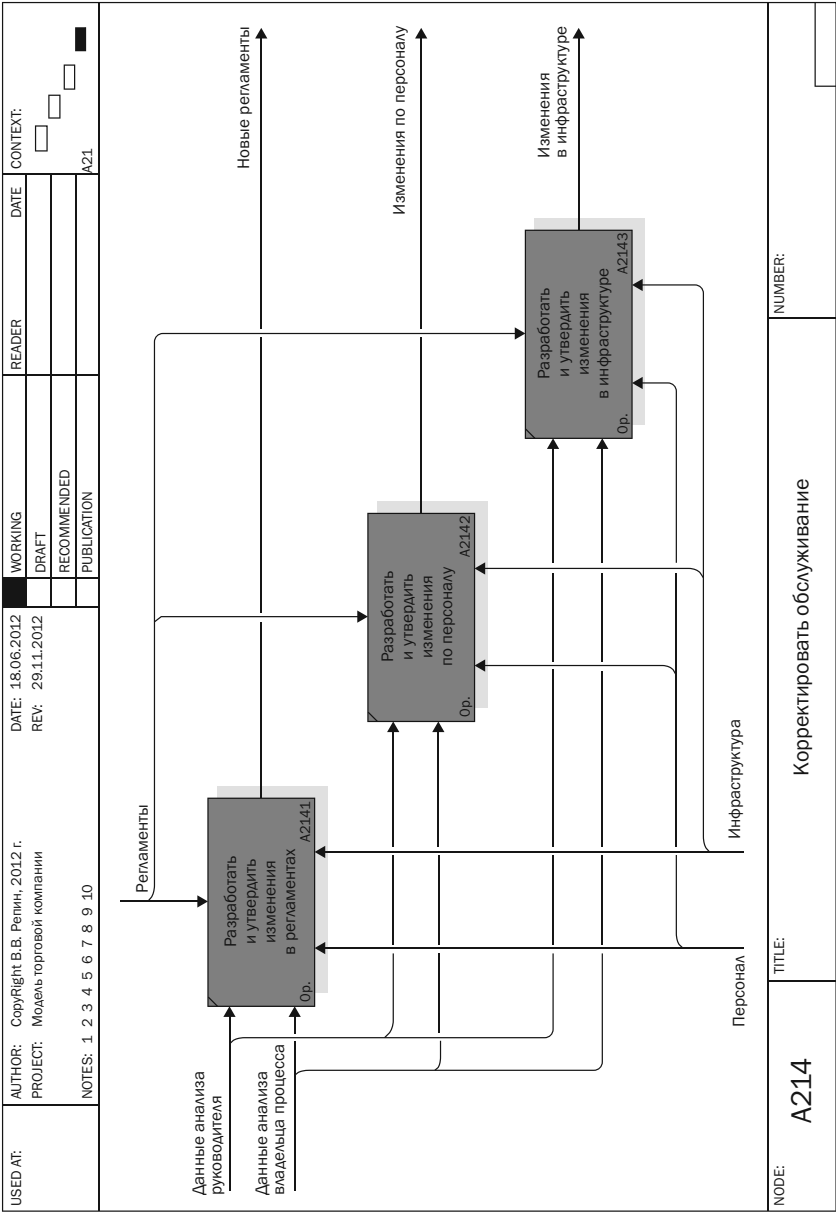 USED AT:
AUTHOR: CopyRight В.В. Репин, 2012 г.
PROJECT: Модель торговой компании
NOTES: 1 2 3 4 5 6 7 8 9 10
DATE: 18.06.2012
REV: 29.11.2012
WORKING
DRAFT
RECOMMENDED
PUBLICATION
READER
DATE
CONTEXT:
A21
Регламенты
Данные анализа
руководителя
Данные анализа
владельца процесса
Разработать
и утвердить
изменения
в регламентах
0р.
A2141
Новые регламенты
Разработать
и утвердить
изменения
по персоналу
0р.
A2142
Изменения по персоналу
Разработать
и утвердить
изменения
в инфраструктуре
0р.
A2143
Изменения
в инфраструктуре
Персонал
Инфраструктура
NODE:
A214
TITLE:
Корректировать обслуживание
NUMBER: